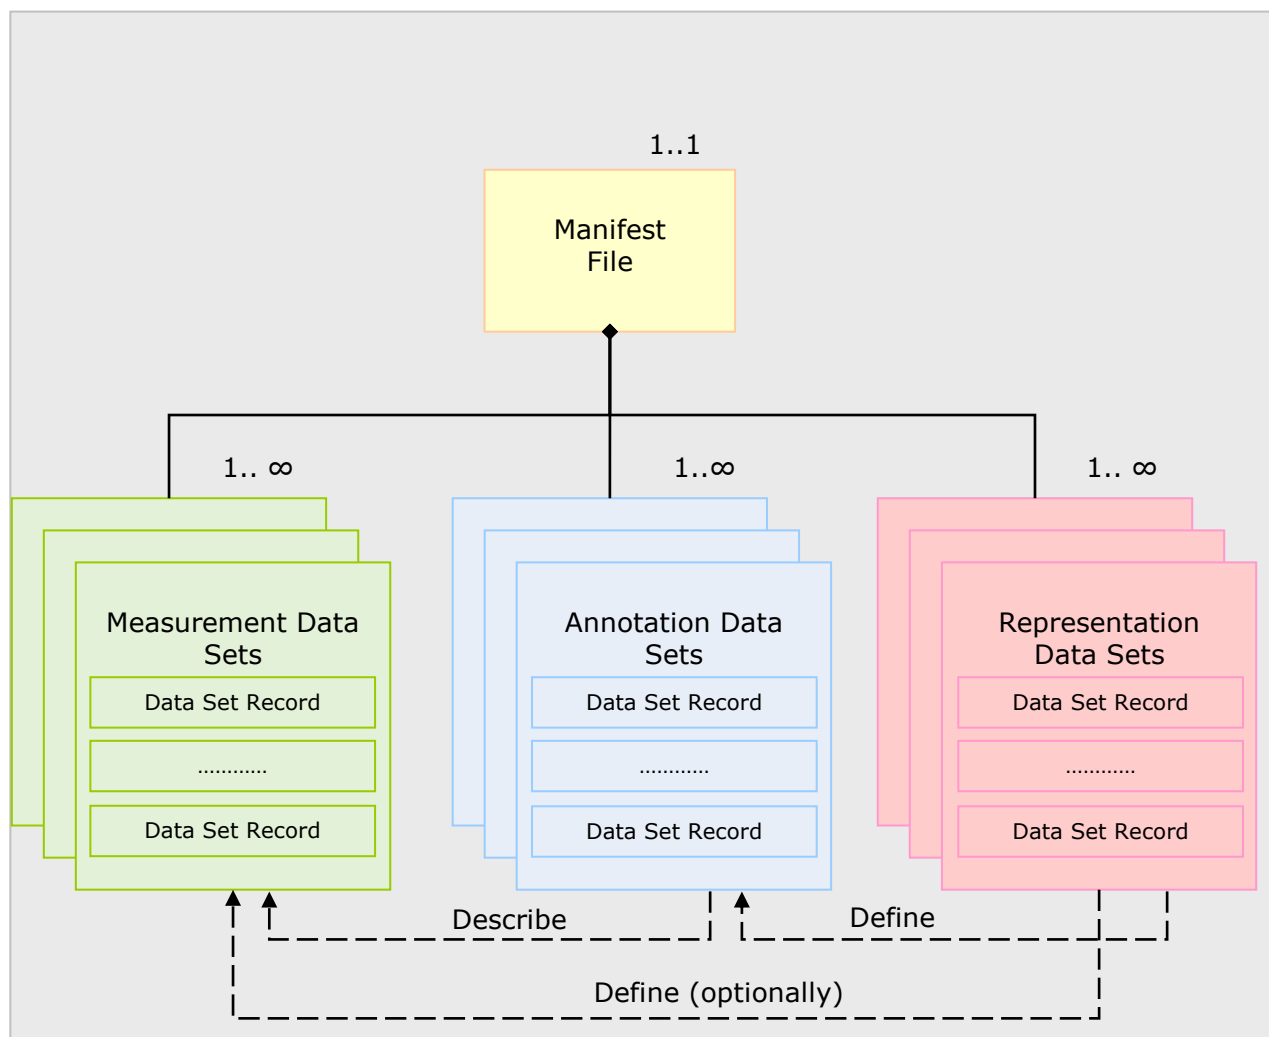 1..1
Manifest
File
1.. ∞
1..∞
1.. ∞
Measurement Data
Sets
Data Set Record
............
Data Set Record
Annotation Data
Sets
Data Set Record
............
Data Set Record
Representation
Data Sets
Data Set Record
............
Data Set Record
Describe
Define
Define (optionally)